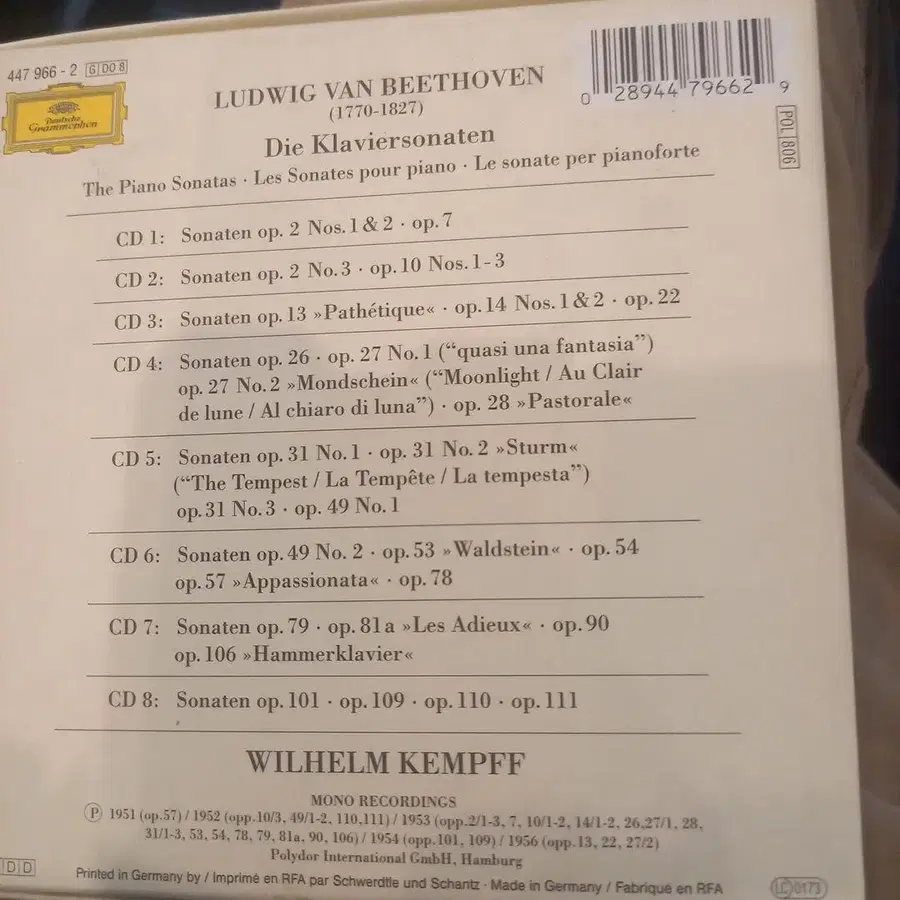 447 966 - 2 G DO 8
Deutsche
Grammophon
0 28944 79662 9
POL 806
LUDWIG VAN BEETHOVEN
(1770-1827)
Die Klaviersonaten
The Piano Sonatas · Les Sonates pour piano · Le sonate per pianoforte
CD 1: Sonaten op. 2 Nos. 1 & 2 · op. 7
CD 2: Sonaten op. 2 No. 3 · op. 10 Nos. 1-3
CD 3: Sonaten op. 13 »Pathétique« · op. 14 Nos. 1 & 2 · op. 22
CD 4: Sonaten op. 26 · op. 27 No. 1 (“quasi una fantasia”)
op. 27 No. 2 »Mondschein« (“Moonlight / Au Clair
de lune / Al chiaro di luna”) · op. 28 »Pastorale«
CD 5: Sonaten op. 31 No. 1 · op. 31 No. 2 »Sturm«
(“The Tempest / La Tempête / La tempesta”)
op. 31 No. 3 · op. 49 No. 1
CD 6: Sonaten op. 49 No. 2 · op. 53 »Waldstein« · op. 54
op. 57 »Appassionata« · op. 78
CD 7: Sonaten op. 79 · op. 81a »Les Adieux« · op. 90
op. 106 »Hammerklavier«
CD 8: Sonaten op. 101 · op. 109 · op. 110 · op. 111
WILHELM KEMPFF
MONO RECORDINGS
Ⓟ 1951 (op. 57) / 1952 (opp. 10/3, 49/1-2, 110, 111) / 1953 (opp. 2/1-3, 7, 10/1-2, 14/1-2, 26, 27/1, 28,
31/1-3, 53, 54, 78, 79, 81a, 90, 106) / 1954 (opp. 101, 109) / 1956 (opp. 13, 22, 27/2)
Polydor International GmbH, Hamburg
DD
Printed in Germany by / Imprimé en RFA par Schwerdtle und Schantz · Made in Germany / Fabriqué en RFA
LC 0173